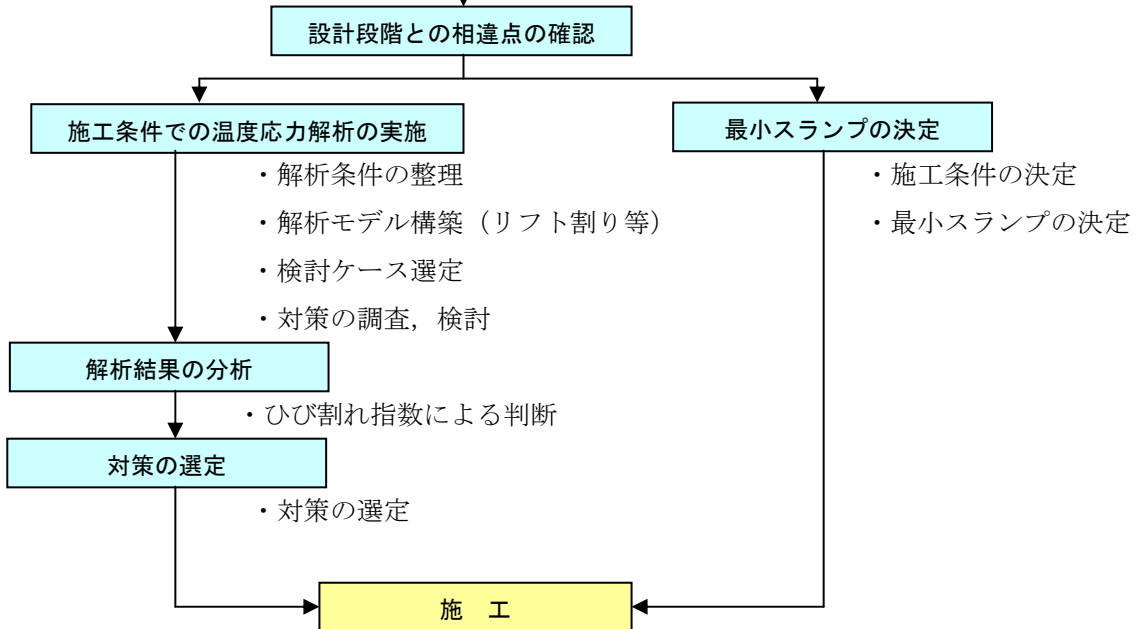 設計段階との相違点の確認
施工条件での温度応力解析の実施
・解析条件の整理
・解析モデル構築（リフト割り等）
・検討ケース選定
・対策の調査，検討
解析結果の分析
・ひび割れ指数による判断
対策の選定
・対策の選定
最小スランプの決定
・施工条件の決定
・最小スランプの決定
施　工